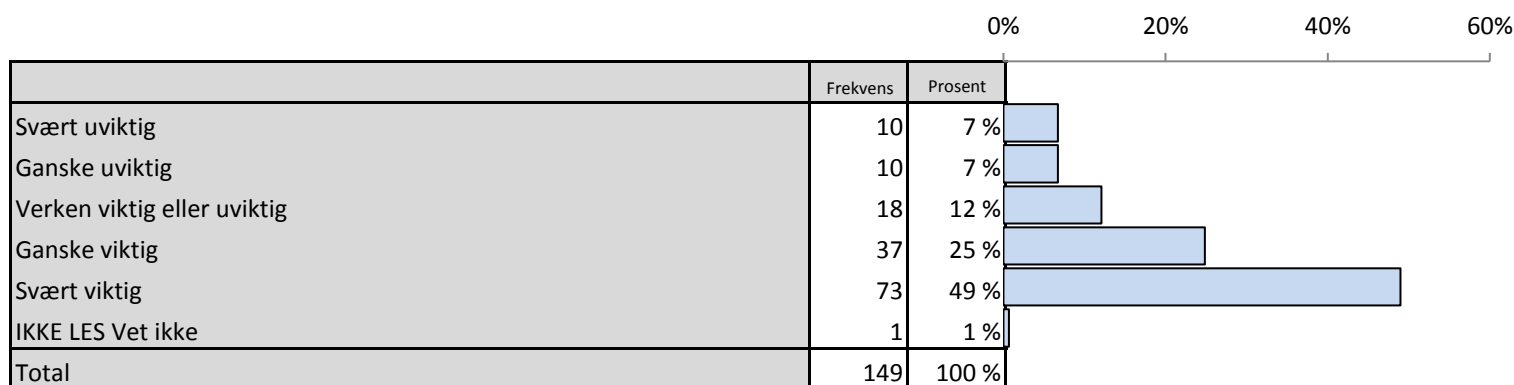 0% 20% 40% 60%
Frekvens Prosent
Svært uviktig 10 7 %
Ganske uviktig 10 7 %
Verken viktig eller uviktig 18 12 %
Ganske viktig 37 25 %
Svært viktig 73 49 %
IKKE LES Vet ikke 1 1 %
Total 149 100 %